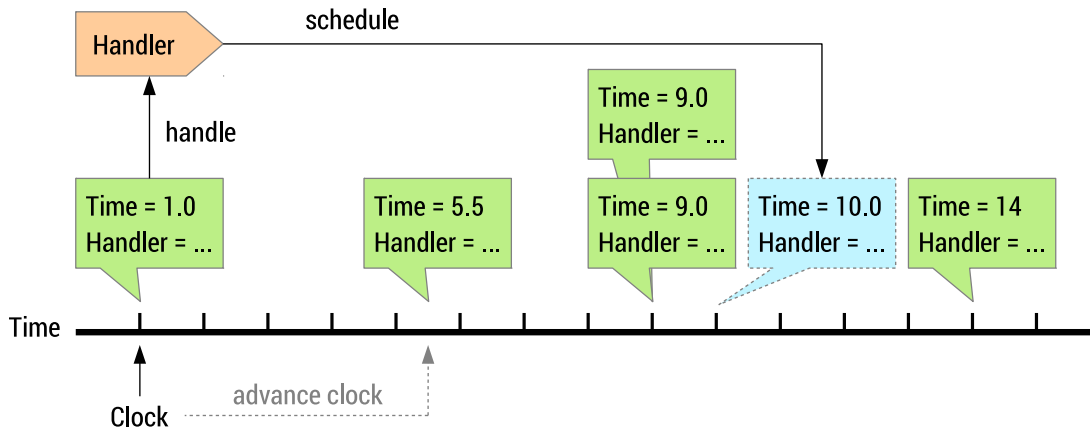 schedule
Handler
handle
Time = 9.0
Handler = ...
Time = 1.0
Handler = ...
Time = 5.5
Handler = ...
Time = 9.0
Handler = ...
Time = 10.0
Handler = ...
Time = 14
Handler = ...
Time
advance clock
Clock